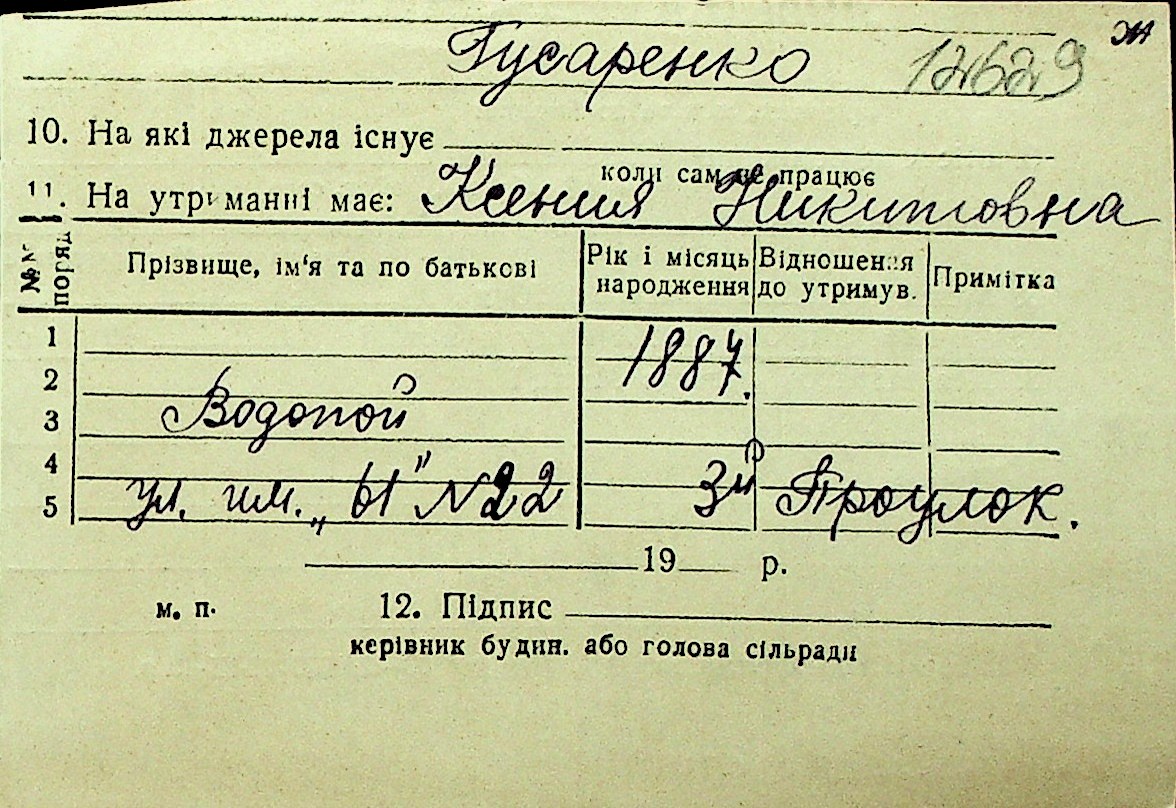 Ж
Гусаренко 12629
10. На які джерела існує
коли сам не працює
11. На утриманні має: Ксения Никитовна
№№ поряд.
Прізвище, ім'я та по батькові
Рік і місяць народження
Відношення до утримув.
Примітка
1
1887.
2
3 Водопой
4
5 ул. им. „Ы" № 22 3й Проулок.
19 р.
м. п. 12. Підпис
керівник будин. або голова сільради